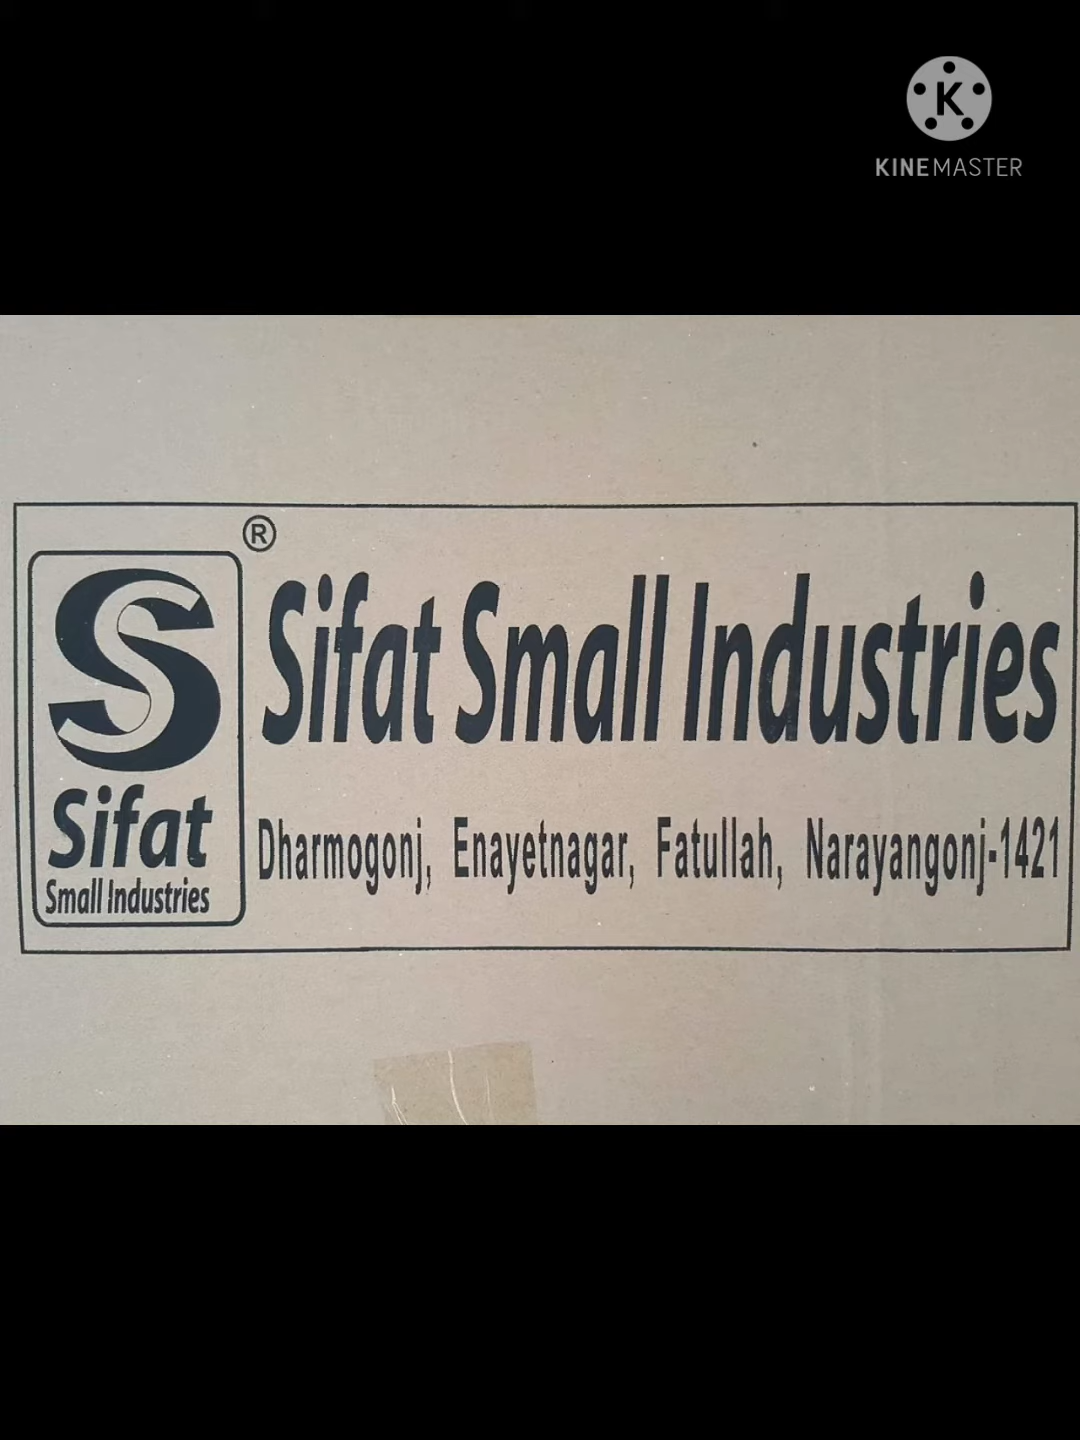 KINEMASTER
®
Sifat Small Industries
Sifat
Small Industries
Dharmogonj, Enayetnagar, Fatullah, Narayangonj-1421